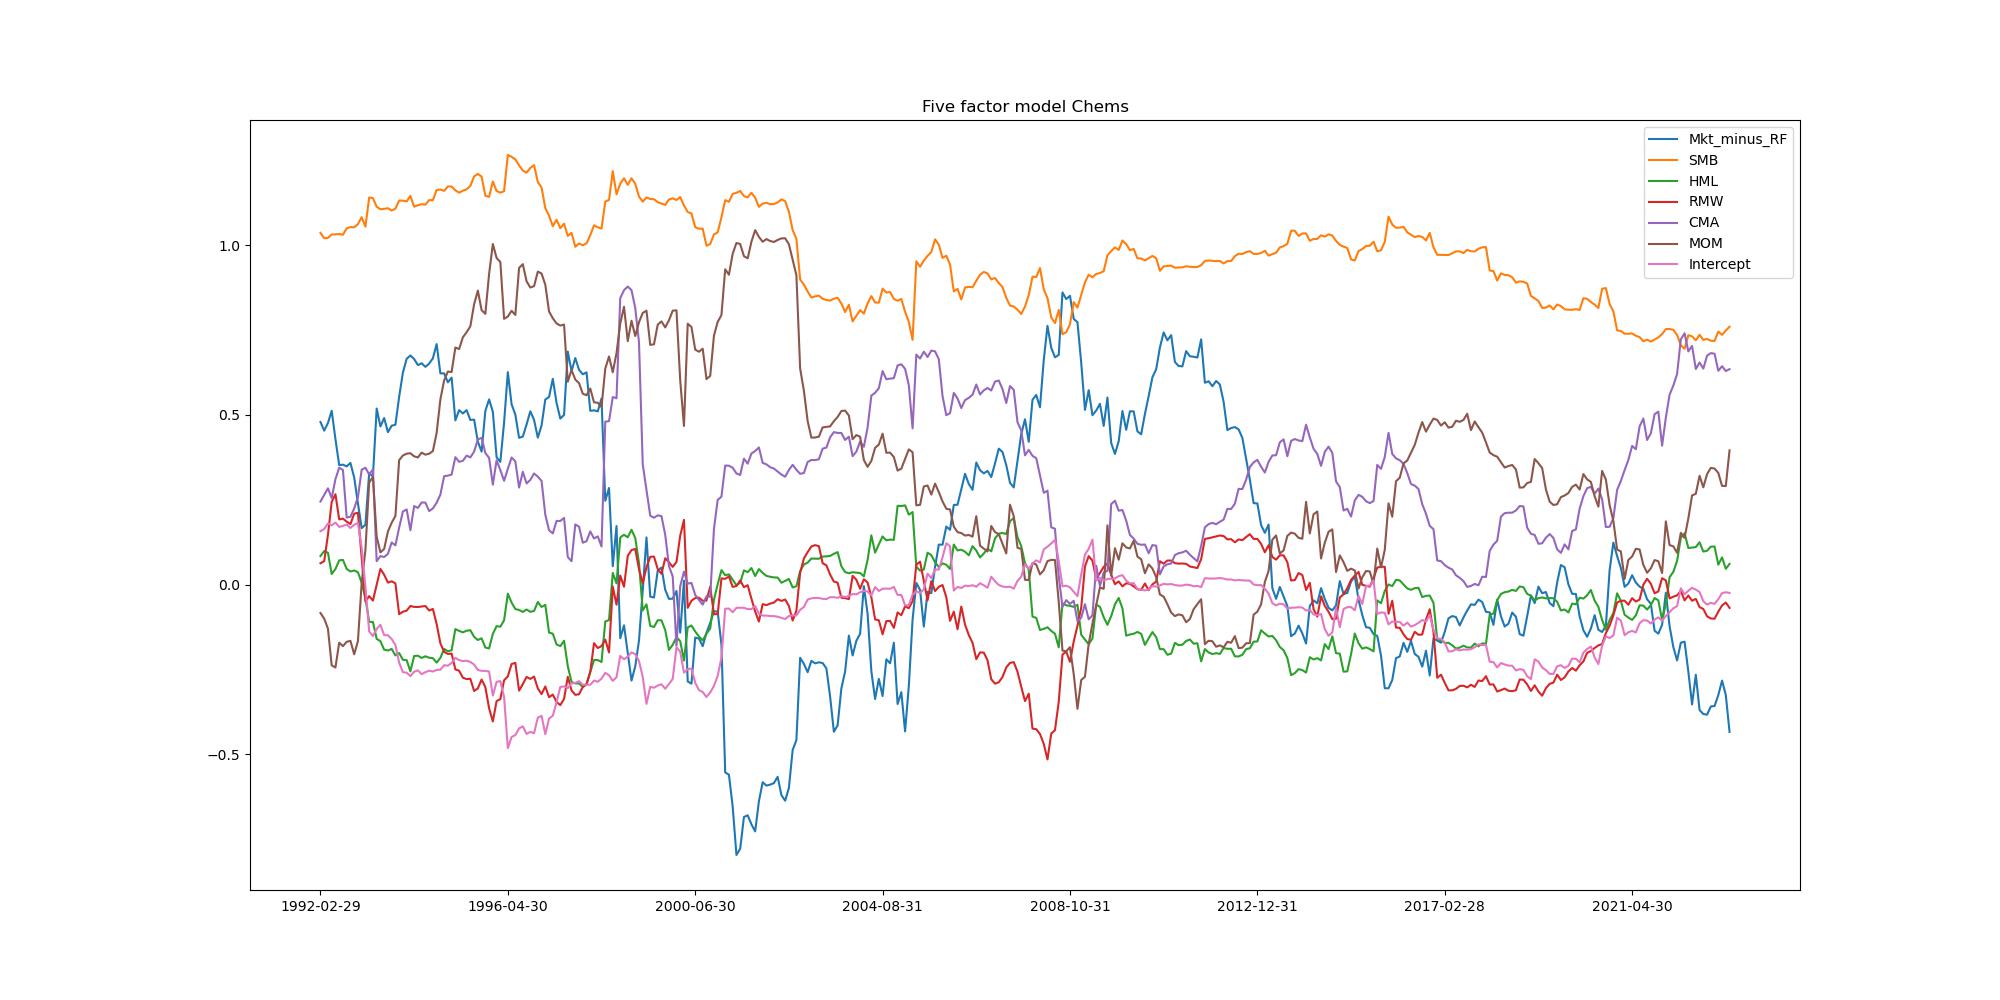 Five factor model Chems
Mkt_minus_RF
SMB
HML
RMW
CMA
MOM
Intercept
1.0
0.5
0.0
−0.5
1992-02-29 1996-04-30 2000-06-30 2004-08-31 2008-10-31 2012-12-31 2017-02-28 2021-04-30